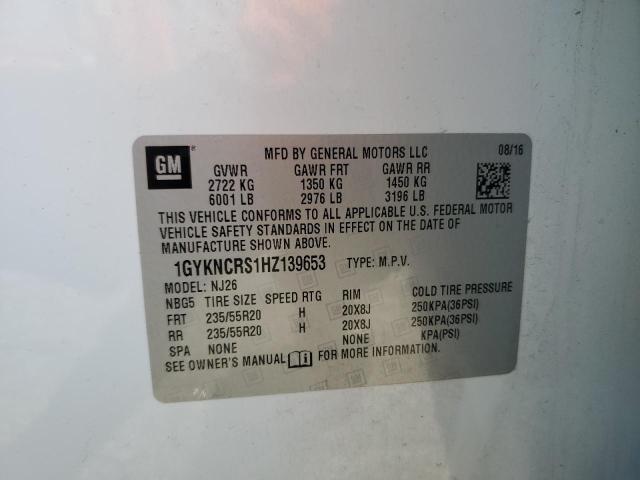 GM
MFD BY GENERAL MOTORS LLC 08/16
GVWR GAWR FRT GAWR RR
2722 KG 1350 KG 1450 KG
6001 LB 2976 LB 3196 LB
THIS VEHICLE CONFORMS TO ALL APPLICABLE U.S. FEDERAL MOTOR
VEHICLE SAFETY STANDARDS IN EFFECT ON THE DATE OF
MANUFACTURE SHOWN ABOVE.
1GYKNCRS1HZ139653 TYPE: M.P.V.
MODEL: NJ26
NBG5 TIRE SIZE SPEED RTG RIM COLD TIRE PRESSURE
FRT 235/55R20 H 20X8J 250KPA(36PSI)
RR 235/55R20 H 20X8J 250KPA(36PSI)
SPA NONE NONE KPA(PSI)
SEE OWNER'S MANUAL FOR MORE INFORMATION.